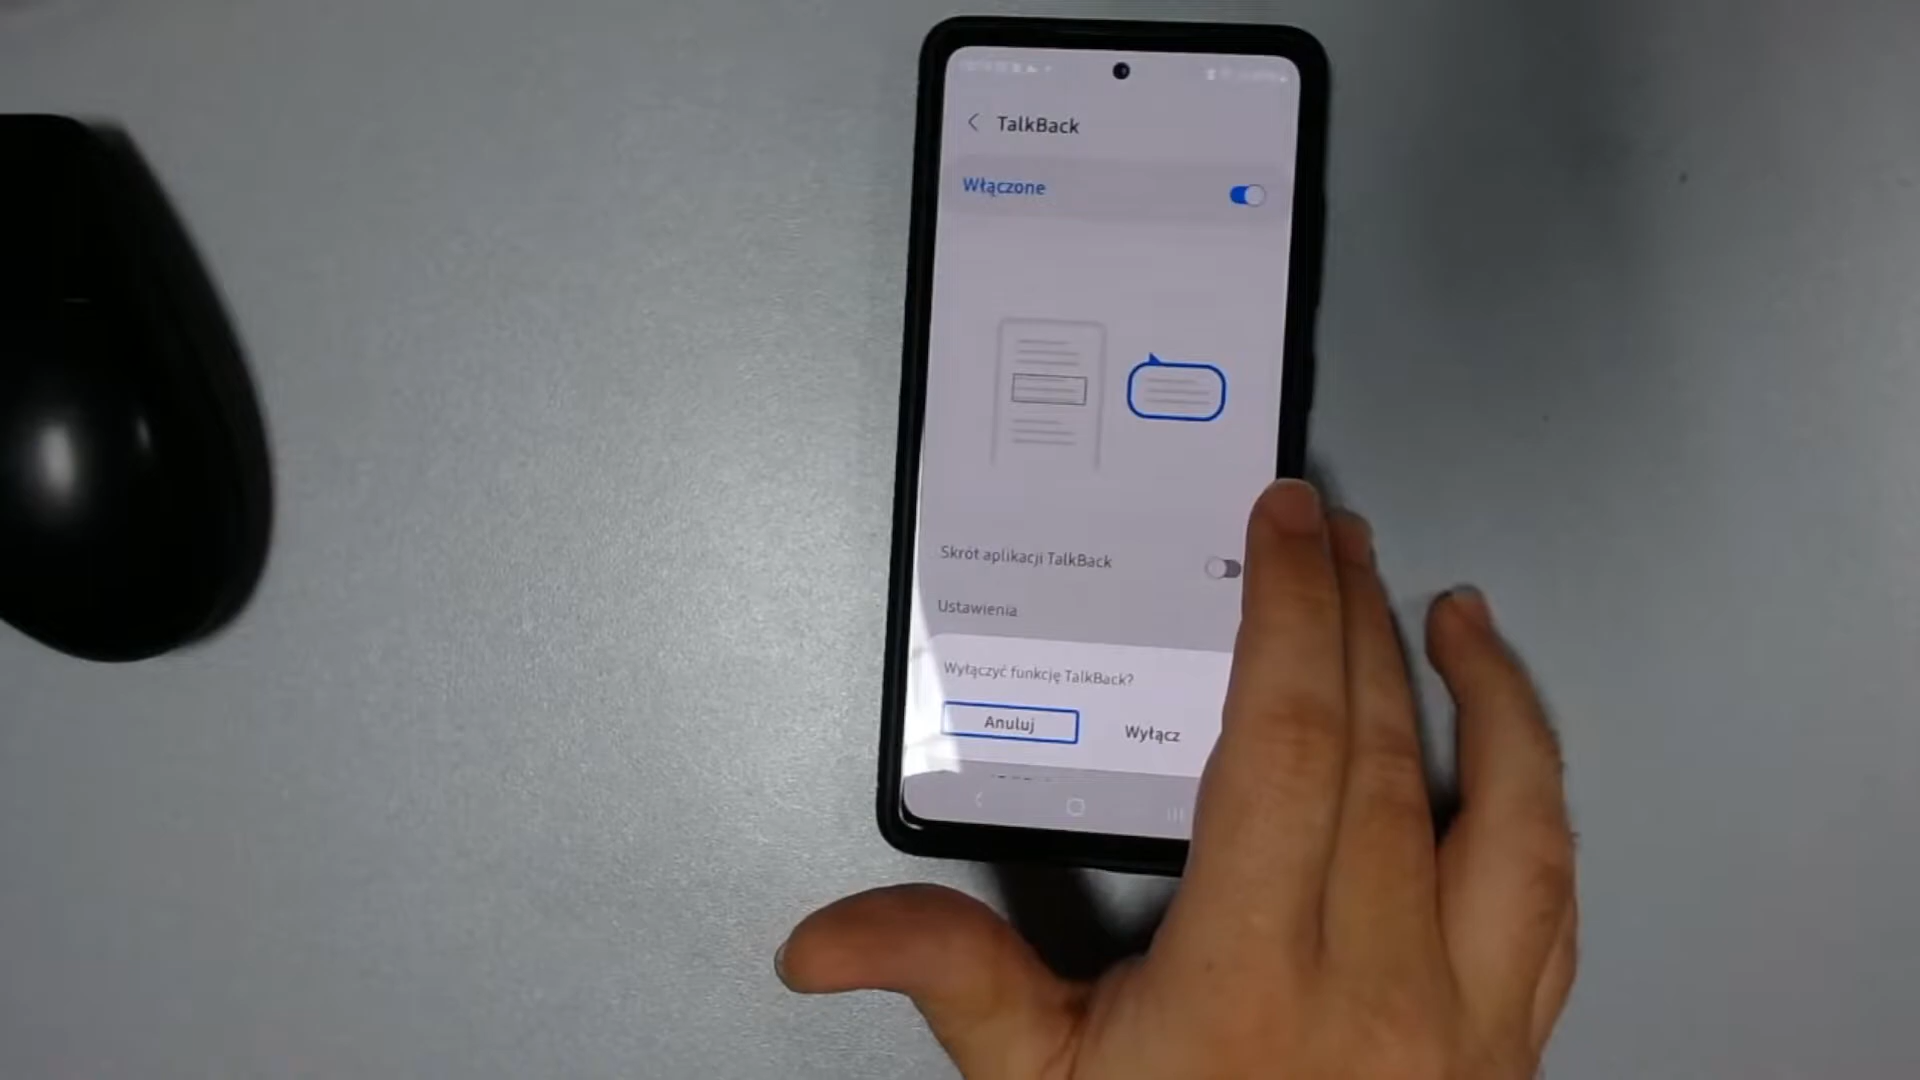 TalkBack
Włączone
Skrót aplikacji TalkBack
Ustawienia
Wyłączyć funkcję TalkBack?
Anuluj
Wyłącz